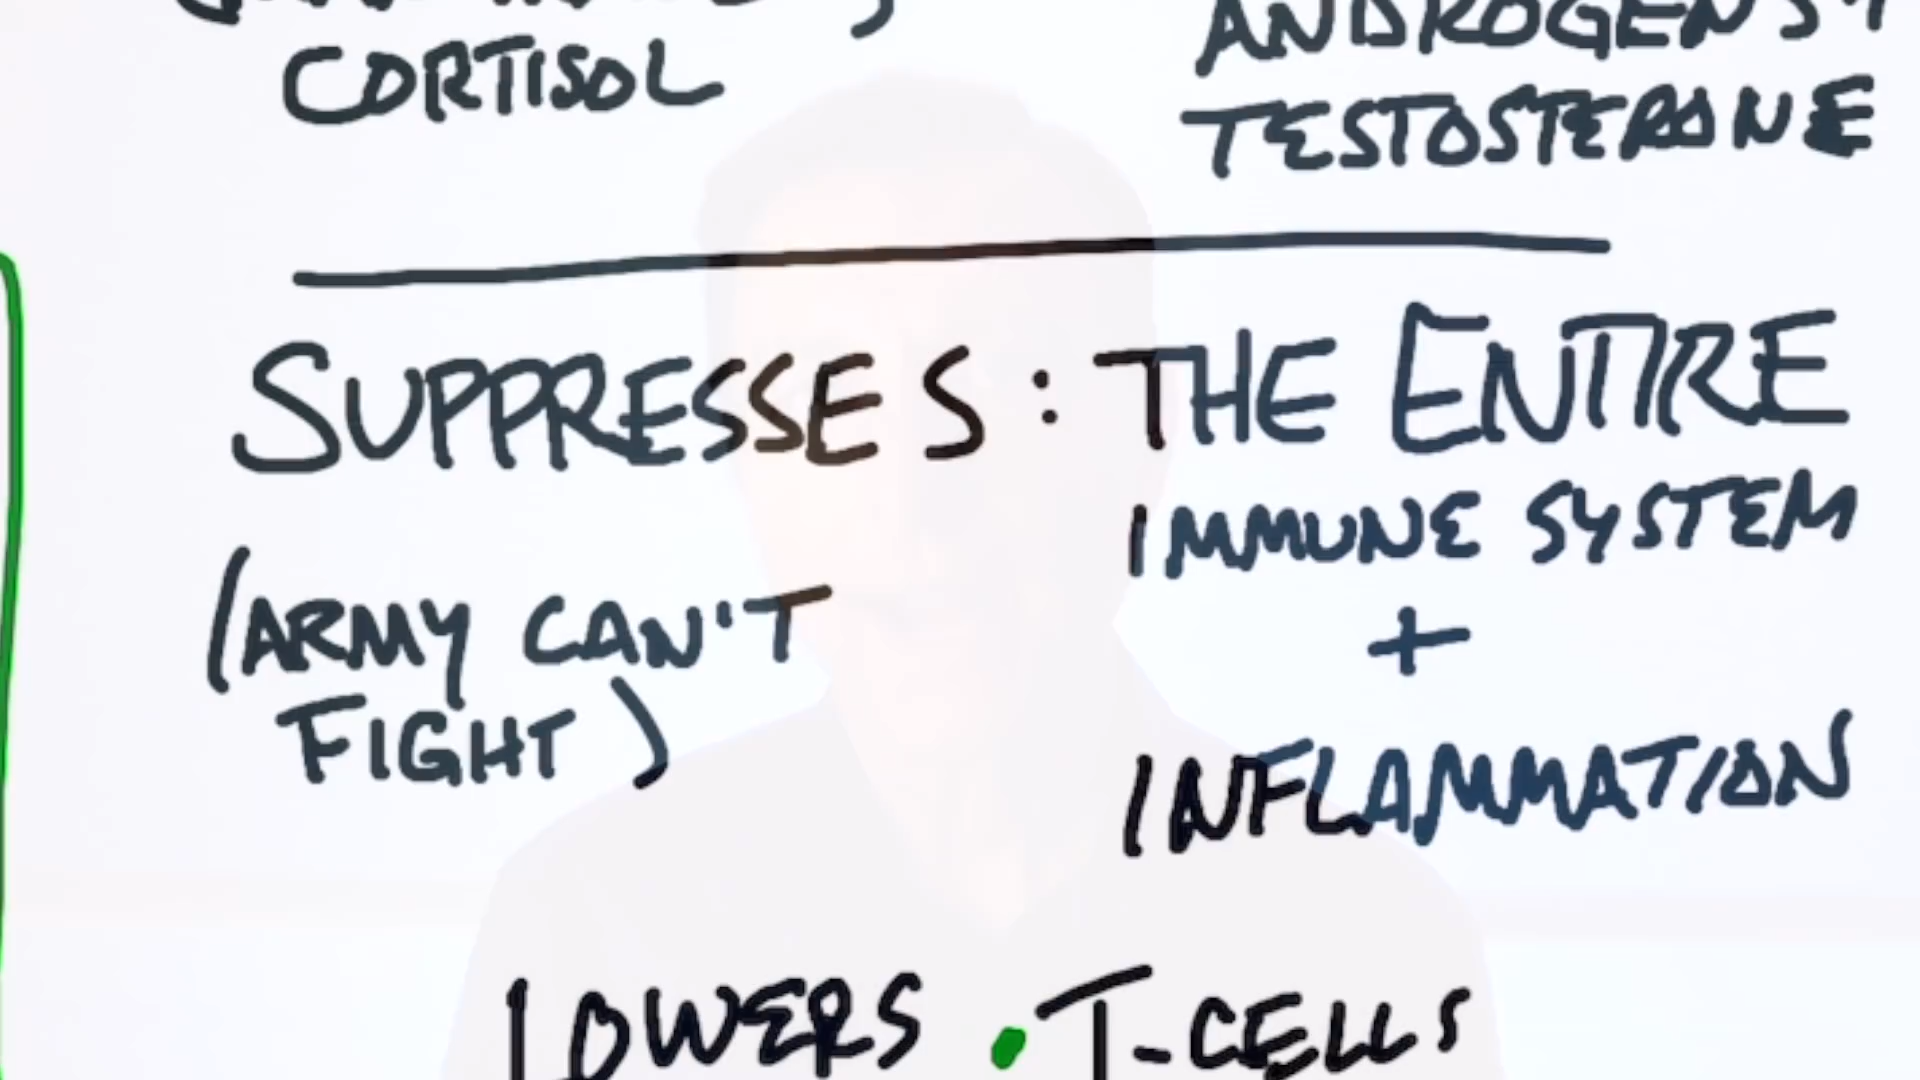 ANDROGENS,
CORTISOL
TESTOSTERONE
SUPPRESSES: THE ENTIRE
IMMUNE SYSTEM
(ARMY CAN'T
FIGHT)
+
INFLAMMATION
LOWERS • T-CELLS